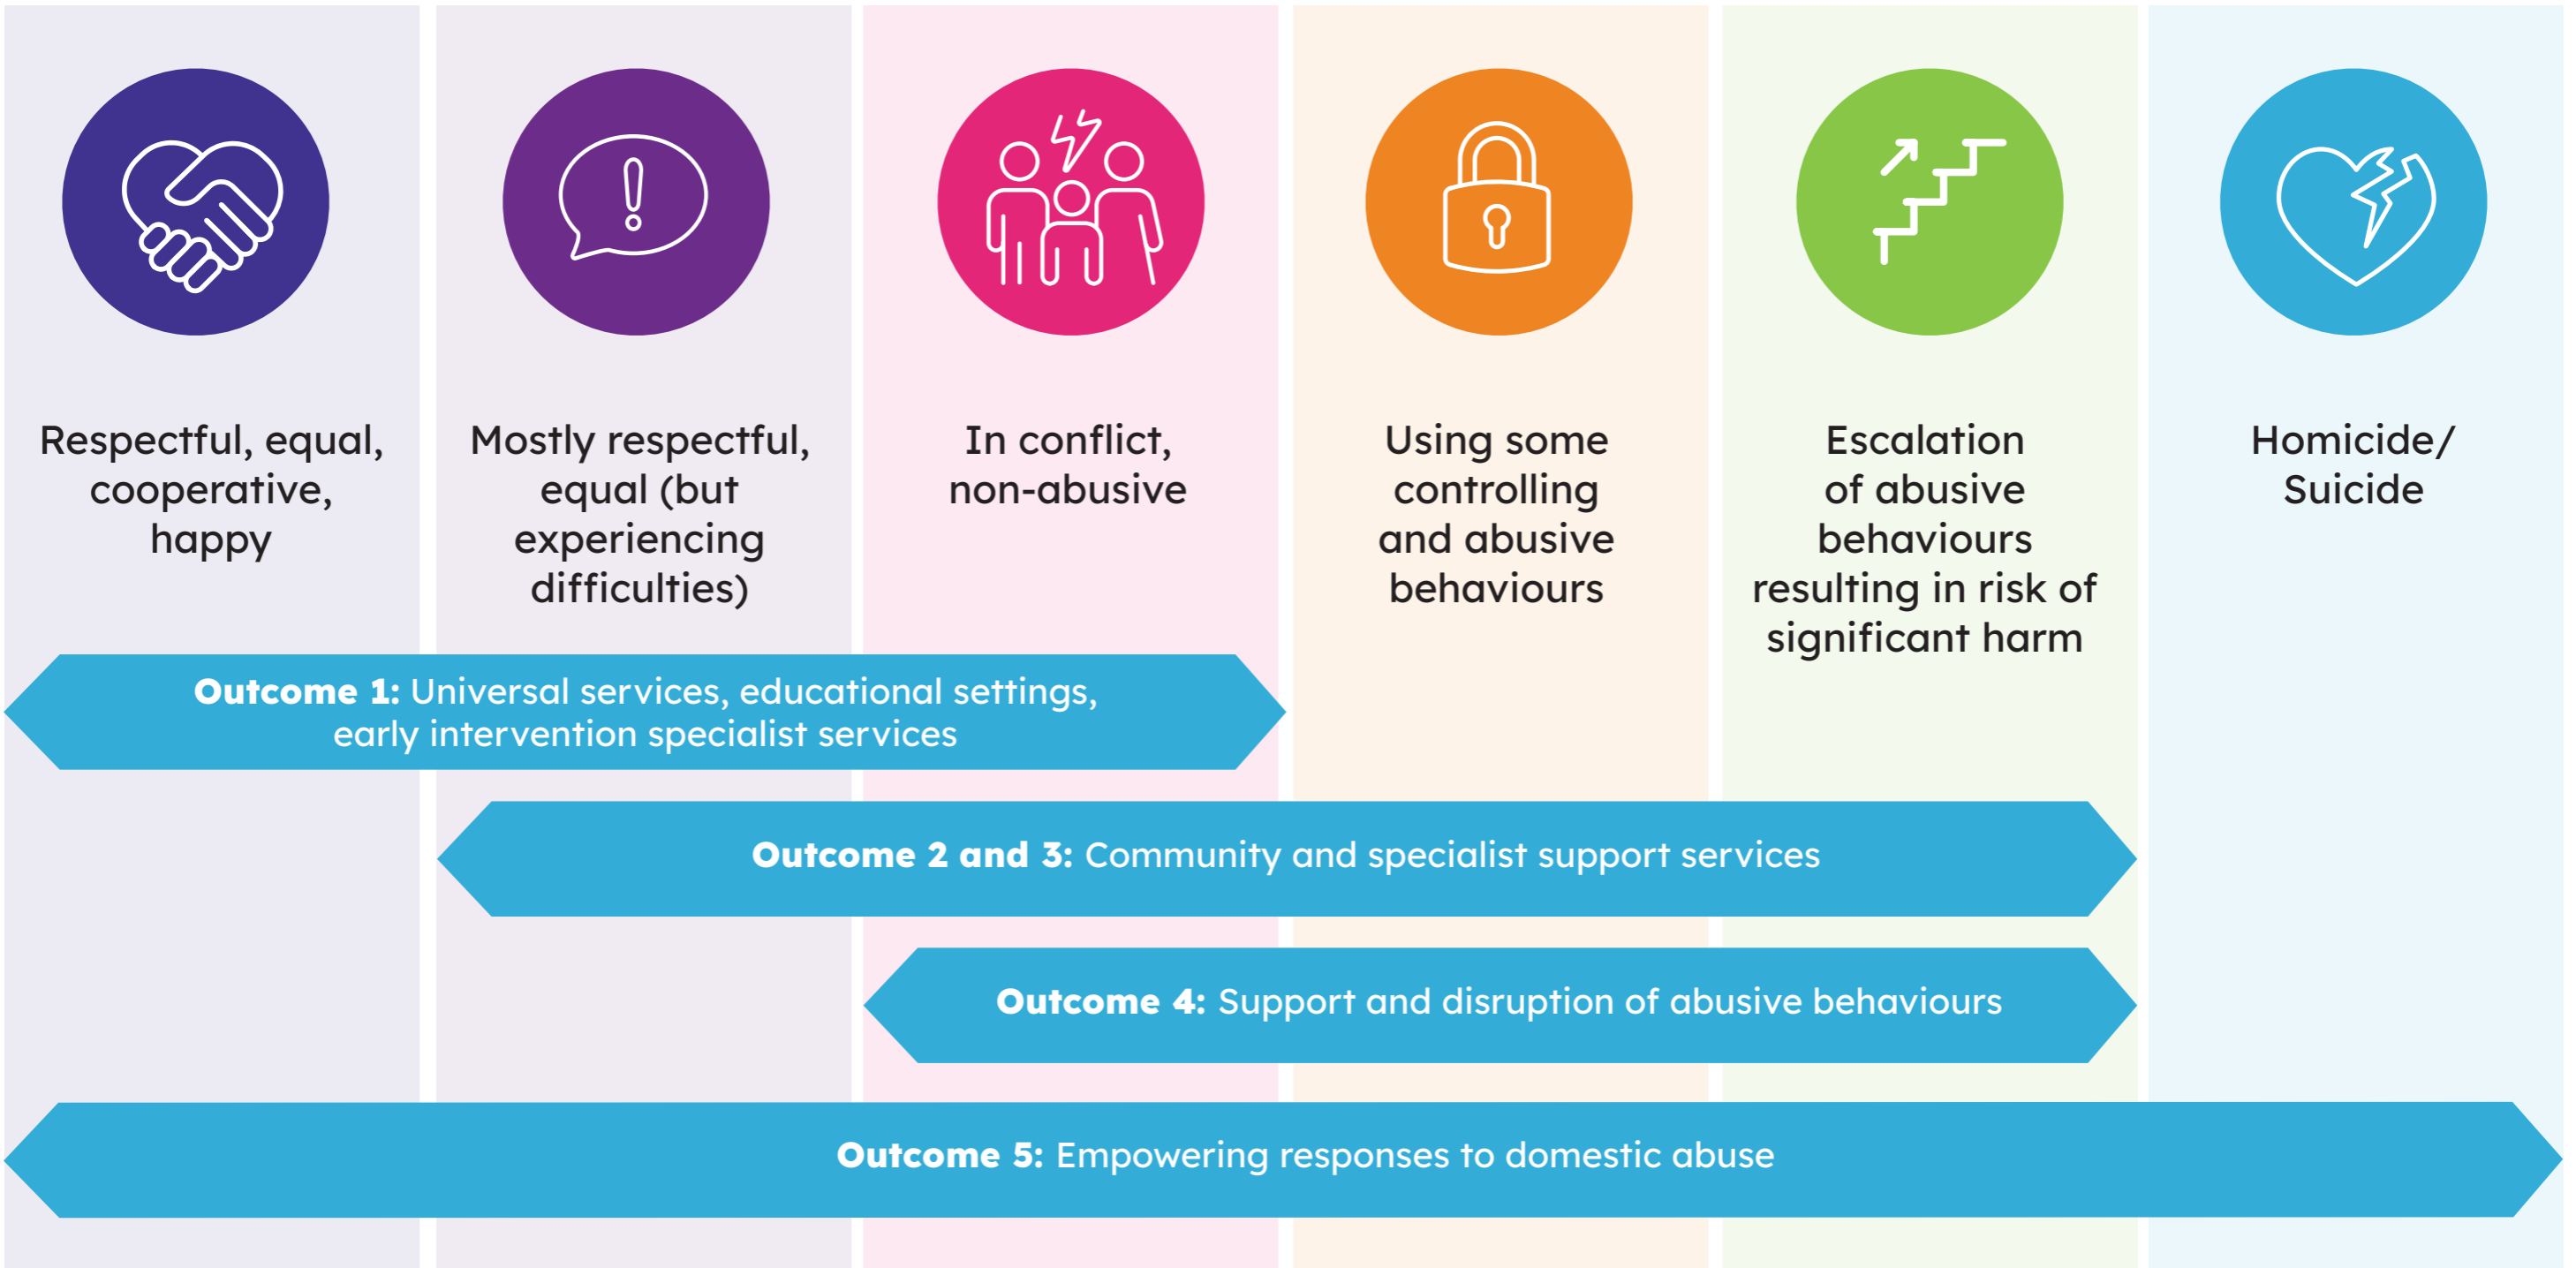 Respectful, equal,
cooperative,
happy
Mostly respectful,
equal (but
experiencing
difficulties)
In conflict,
non-abusive
Using some
controlling
and abusive
behaviours
Escalation
of abusive
behaviours
resulting in risk of
significant harm
Homicide/
Suicide
Outcome 1: Universal services, educational settings,
early intervention specialist services
Outcome 2 and 3: Community and specialist support services
Outcome 4: Support and disruption of abusive behaviours
Outcome 5: Empowering responses to domestic abuse